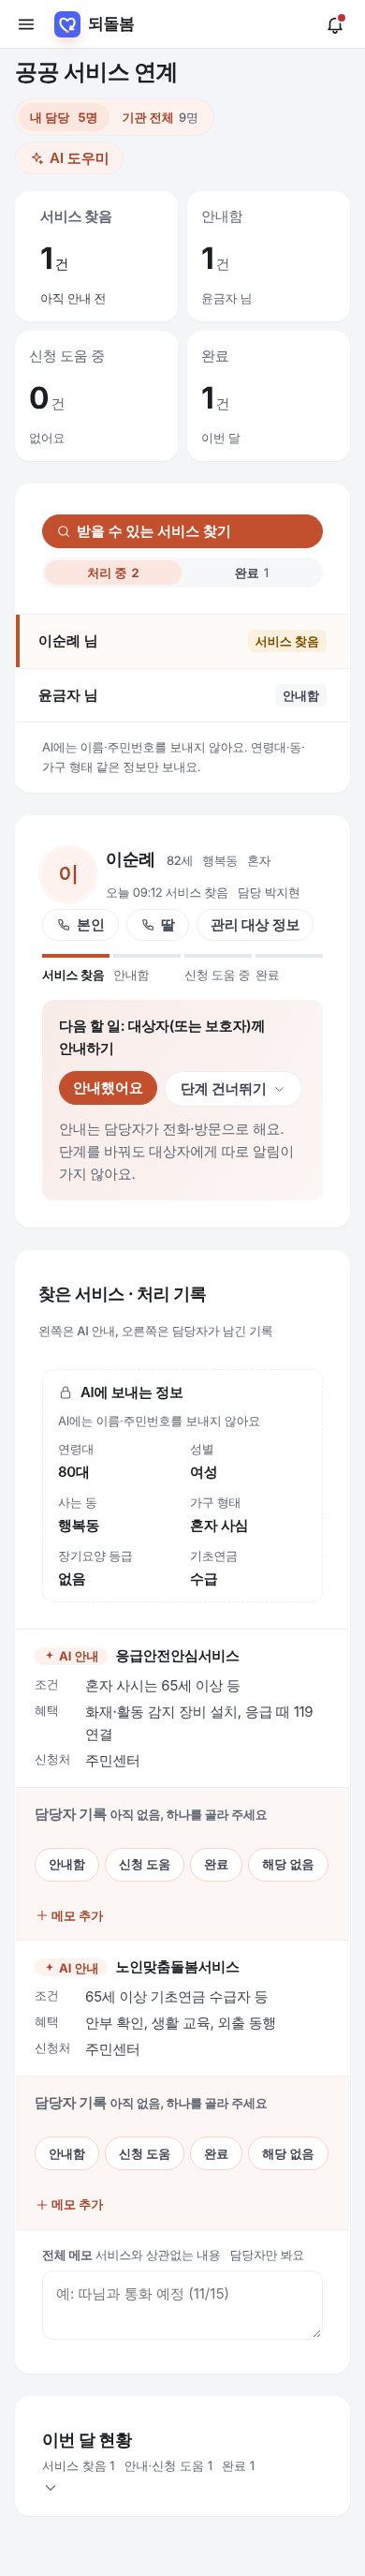 되돌봄
공공 서비스 연계
내 담당 5명 기관 전체 9명
AI 도우미
서비스 찾음
1건
아직 안내 전
안내함
1건
윤금자 님
신청 도움 중
0건
없어요
완료
1건
이번 달
받을 수 있는 서비스 찾기
처리 중 2 완료 1
이순례 님 서비스 찾음
윤금자 님 안내함
AI에는 이름·주민번호를 보내지 않아요. 연령대·동·
가구 형태 같은 정보만 보내요.
이
이순례 82세 행복동 혼자
오늘 09:12 서비스 찾음 담당 박지현
본인 딸 관리 대상 정보
서비스 찾음 안내함 신청 도움 중 완료
다음 할 일: 대상자(또는 보호자)께
안내하기
안내했어요 단계 건너뛰기
안내는 담당자가 전화·방문으로 해요.
단계를 바꿔도 대상자에게 따로 알림이
가지 않아요.
찾은 서비스 · 처리 기록
왼쪽은 AI 안내, 오른쪽은 담당자가 남긴 기록
AI에 보내는 정보
AI에는 이름·주민번호를 보내지 않아요
연령대 성별
80대 여성
사는 동 가구 형태
행복동 혼자 사심
장기요양 등급 기초연금
없음 수급
AI 안내 응급안전안심서비스
조건 혼자 사시는 65세 이상 등
혜택 화재·활동 감지 장비 설치, 응급 때 119
연결
신청처 주민센터
담당자 기록 아직 없음, 하나를 골라 주세요
안내함 신청 도움 완료 해당 없음
메모 추가
AI 안내 노인맞춤돌봄서비스
조건 65세 이상 기초연금 수급자 등
혜택 안부 확인, 생활 교육, 외출 동행
신청처 주민센터
담당자 기록 아직 없음, 하나를 골라 주세요
안내함 신청 도움 완료 해당 없음
메모 추가
전체 메모 서비스와 상관없는 내용 담당자만 봐요
예: 따님과 통화 예정 (11/15)
이번 달 현황
서비스 찾음 1 안내·신청 도움 1 완료 1